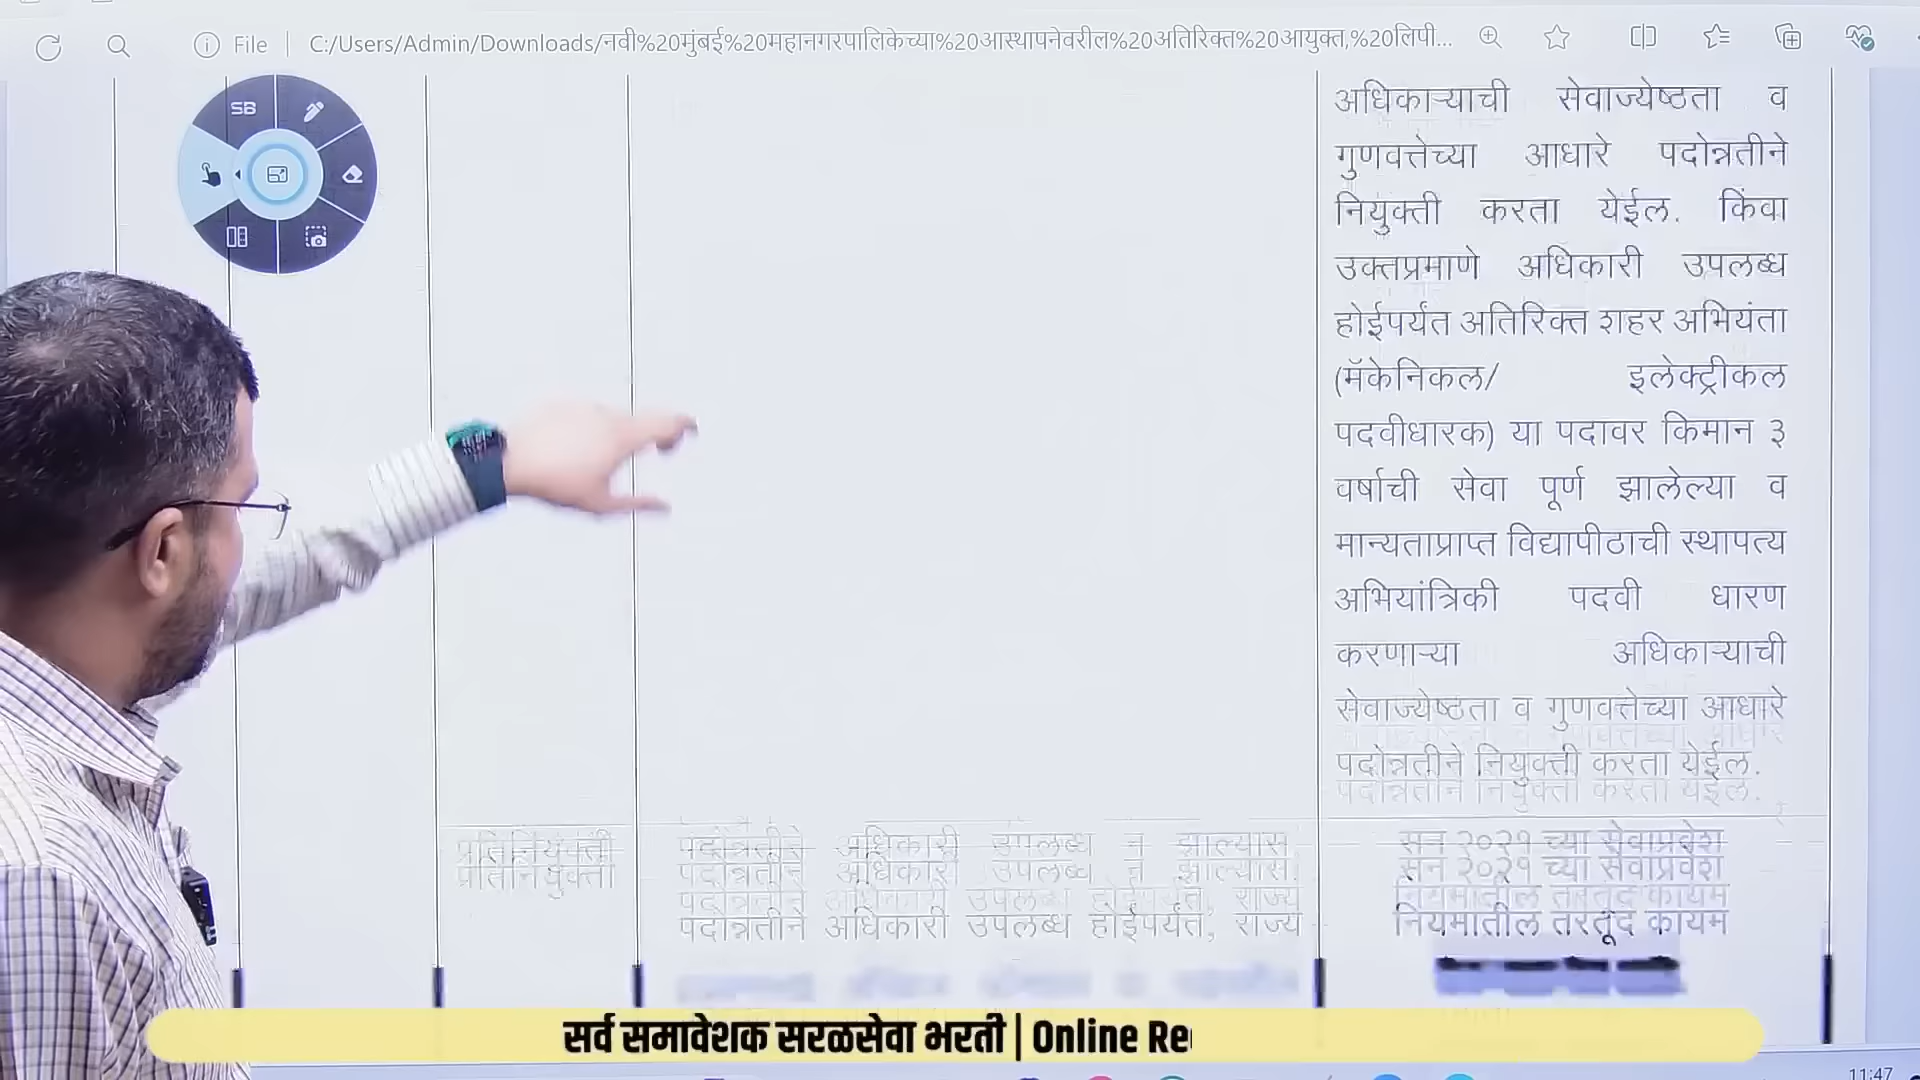 File
C:/Users/Admin/Downloads/नवी%20मुंबई%20महानगरपालिकेच्या%20आस्थापनेवरील%20अतिरिक्त%20आयुक्त,%20लिपी...
SB
अधिकाऱ्याची सेवाज्येष्ठता व
गुणवत्तेच्या आधारे पदोन्नतीने
नियुक्ती करता येईल. किंवा
उक्तप्रमाणे अधिकारी उपलब्ध
होईपर्यंत अतिरिक्त शहर अभियंता
(मॅकेनिकल/ इलेक्ट्रीकल
पदवीधारक) या पदावर किमान ३
वर्षाची सेवा पूर्ण झालेल्या व
मान्यताप्राप्त विद्यापीठाची स्थापत्य
अभियांत्रिकी पदवी धारण
करणाऱ्या अधिकाऱ्याची
सेवाज्येष्ठता व गुणवत्तेच्या आधारे
पदोन्नतीने नियुक्ती करता येईल.
प्रतिनियुक्ती
पदोन्नतीने अधिकारी उपलब्ध न झाल्यास,
पदोन्नतीने अधिकारी उपलब्ध होईपर्यंत, राज्य
सन २०२१ च्या सेवाप्रवेश
नियमातील तरतूद कायम
सर्व समावेशक सरळसेवा भरती | Online Re
11:47